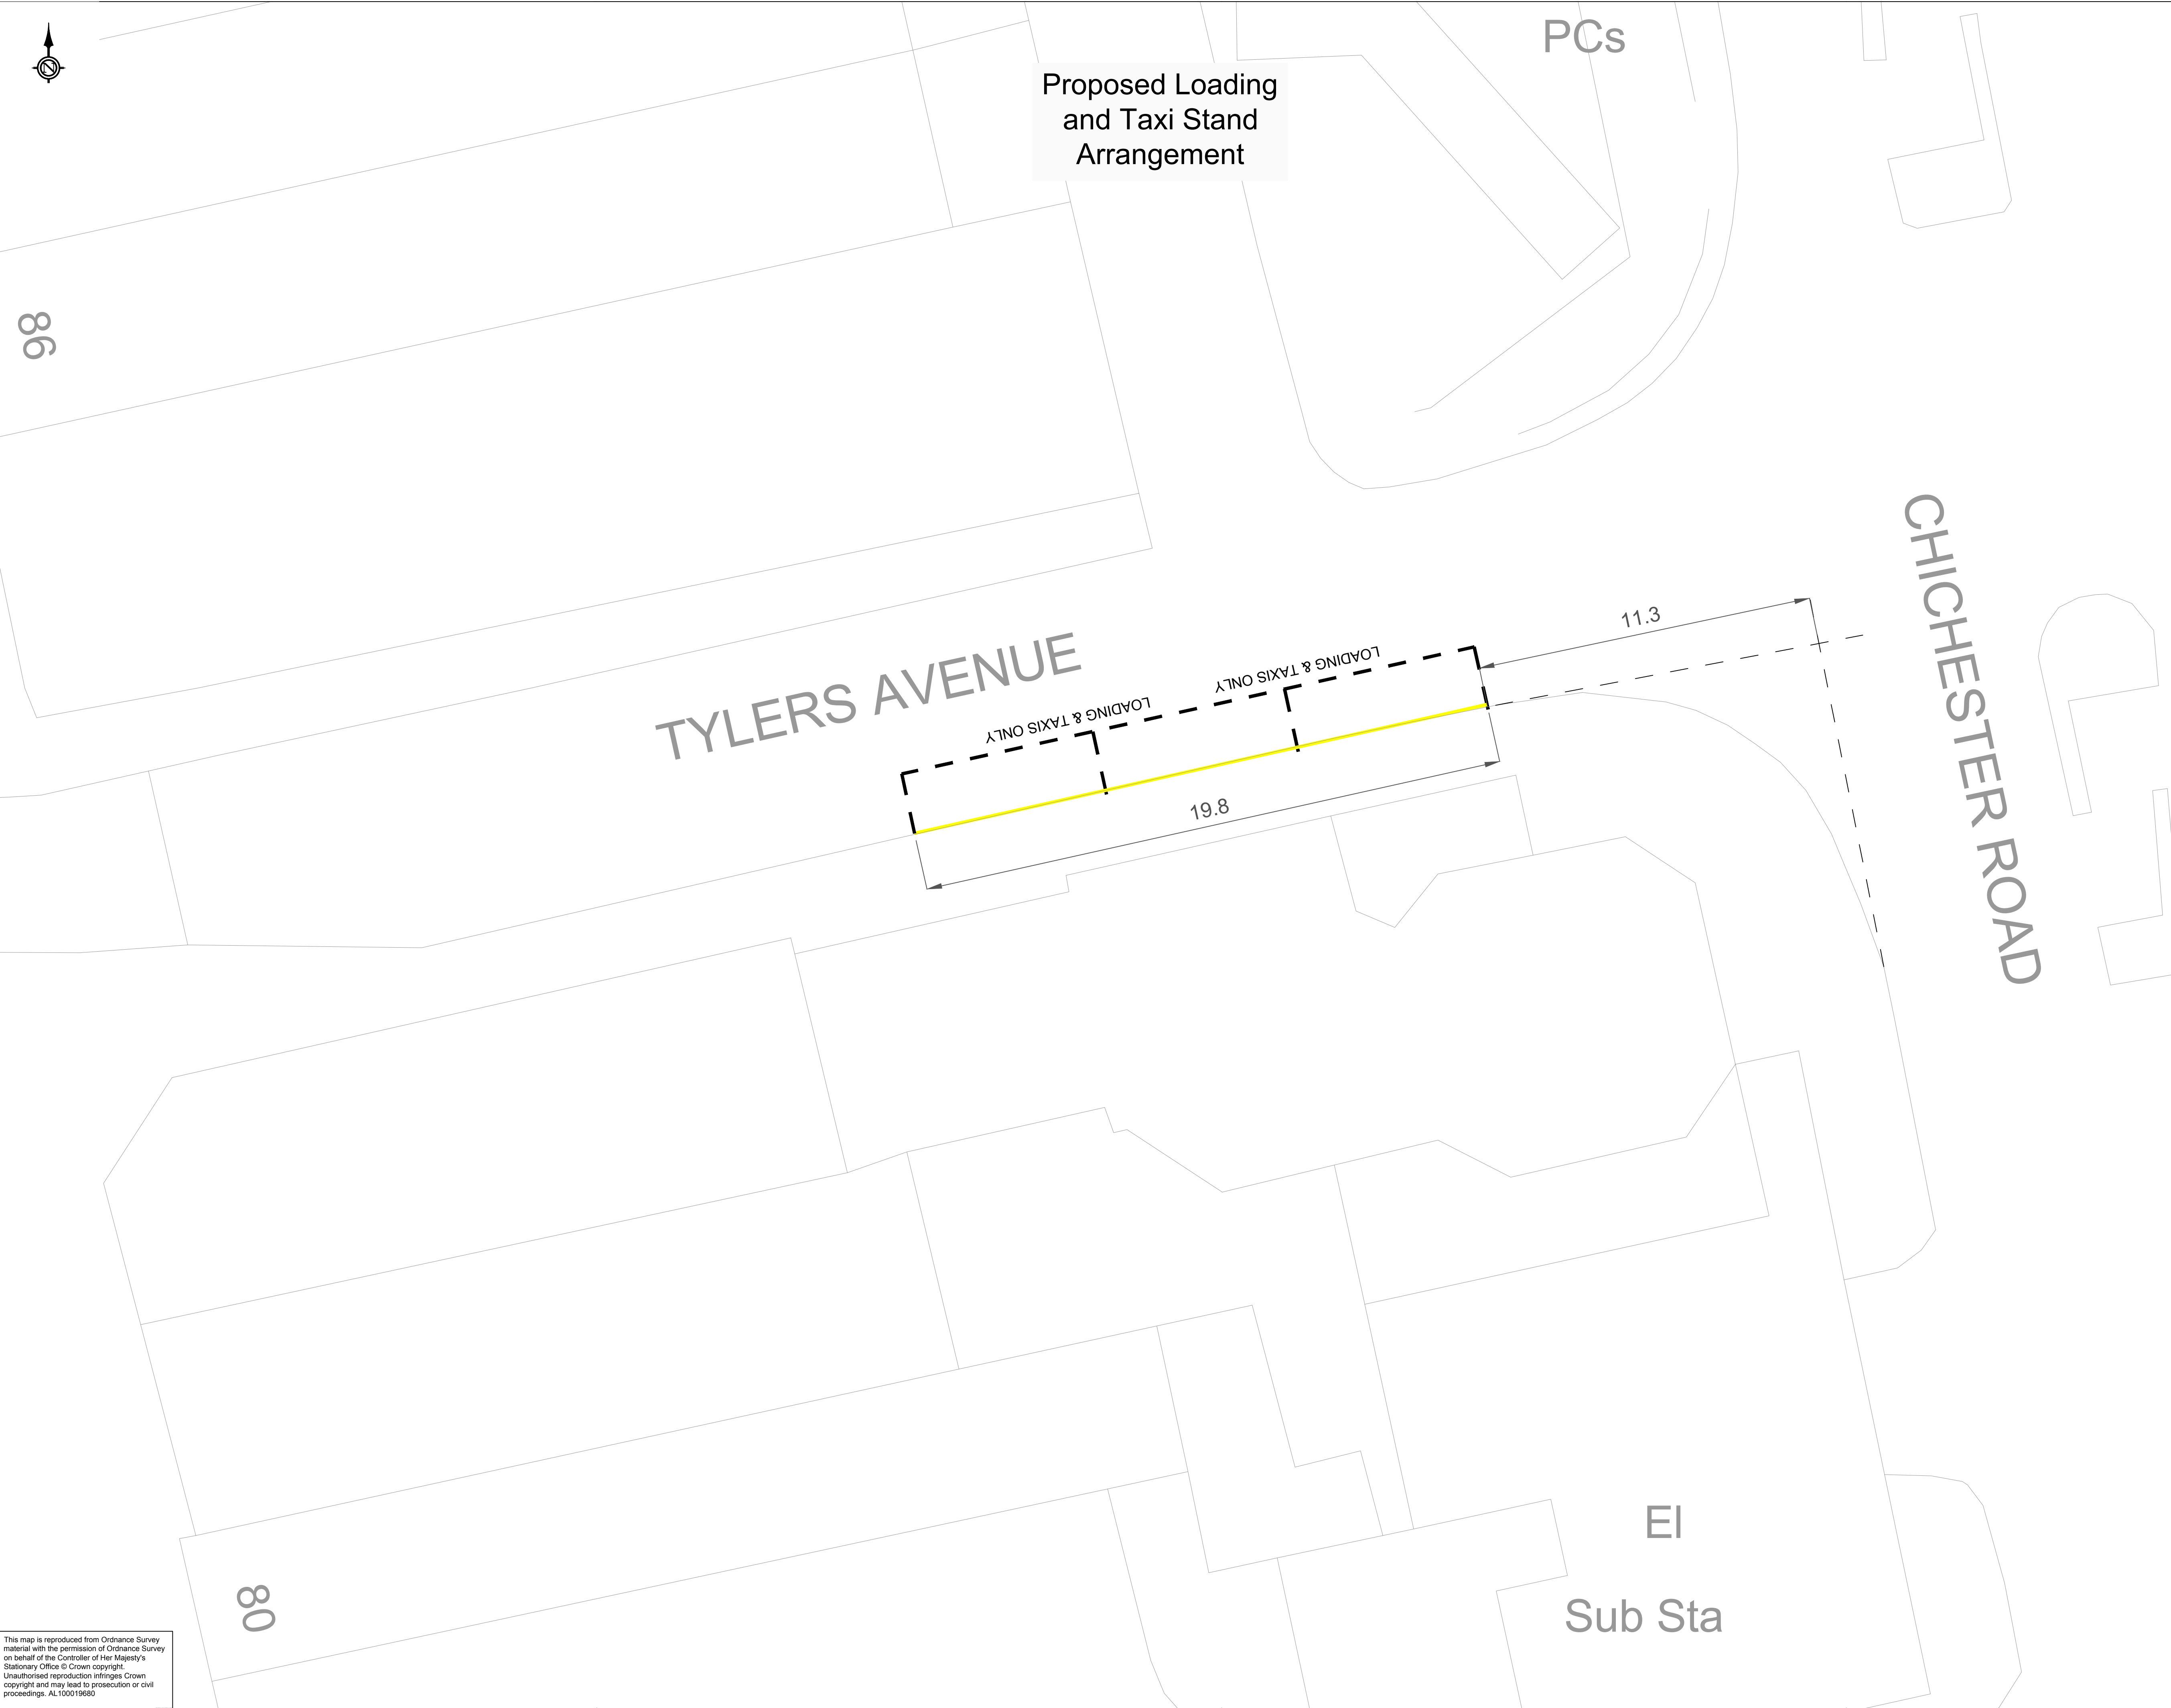 N
PCs
Proposed Loading
and Taxi Stand
Arrangement
86
CHICHESTER ROAD
11.3
TYLERS AVENUE
LOADING & TAXIS ONLY
LOADING & TAXIS ONLY
19.8
El
Sub Sta
80
This map is reproduced from Ordnance Survey
material with the permission of Ordnance Survey
on behalf of the Controller of Her Majesty's
Stationary Office © Crown copyright.
Unauthorised reproduction infringes Crown
copyright and may lead to prosecution or civil
proceedings. AL100019680